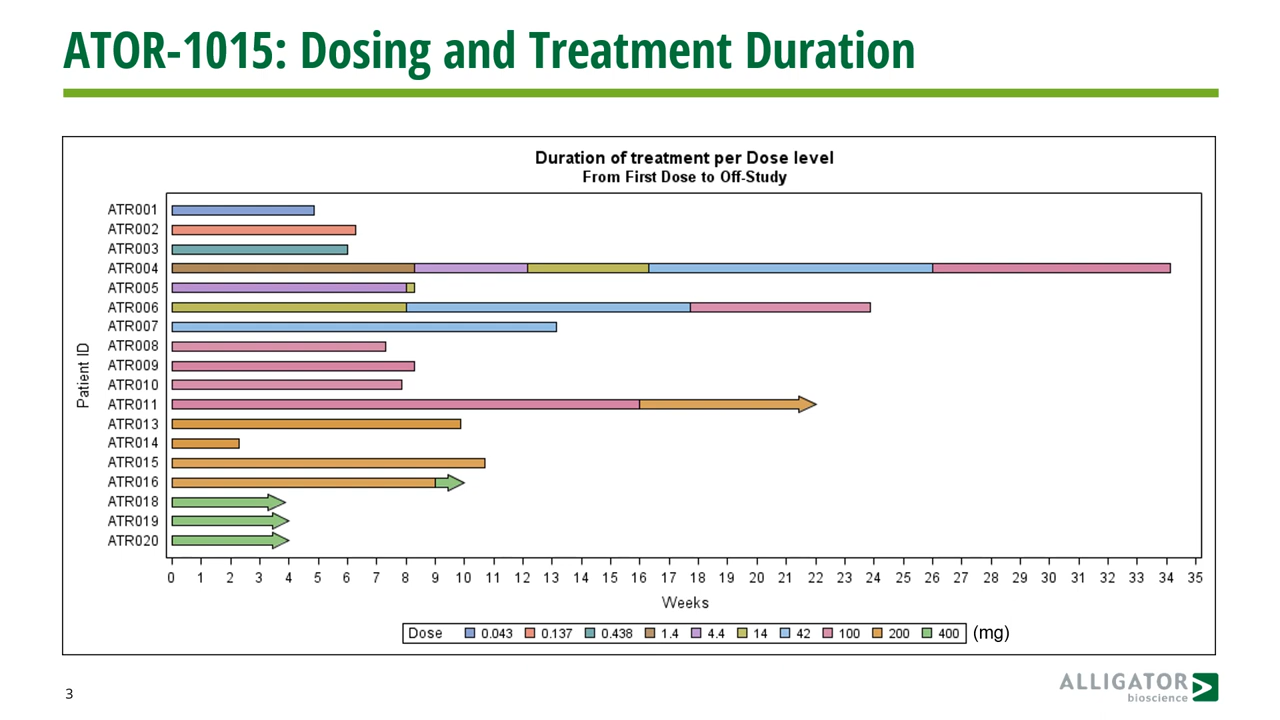 ATOR-1015: Dosing and Treatment Duration
Duration of treatment per Dose level
From First Dose to Off-Study
Patient ID
ATR001
ATR002
ATR003
ATR004
ATR005
ATR006
ATR007
ATR008
ATR009
ATR010
ATR011
ATR013
ATR014
ATR015
ATR016
ATR018
ATR019
ATR020
0 1 2 3 4 5 6 7 8 9 10 11 12 13 14 15 16 17 18 19 20 21 22 23 24 25 26 27 28 29 30 31 32 33 34 35
Weeks
Dose 0.043 0.137 0.438 1.4 4.4 14 42 100 200 400 (mg)
3
ALLIGATOR
bioscience